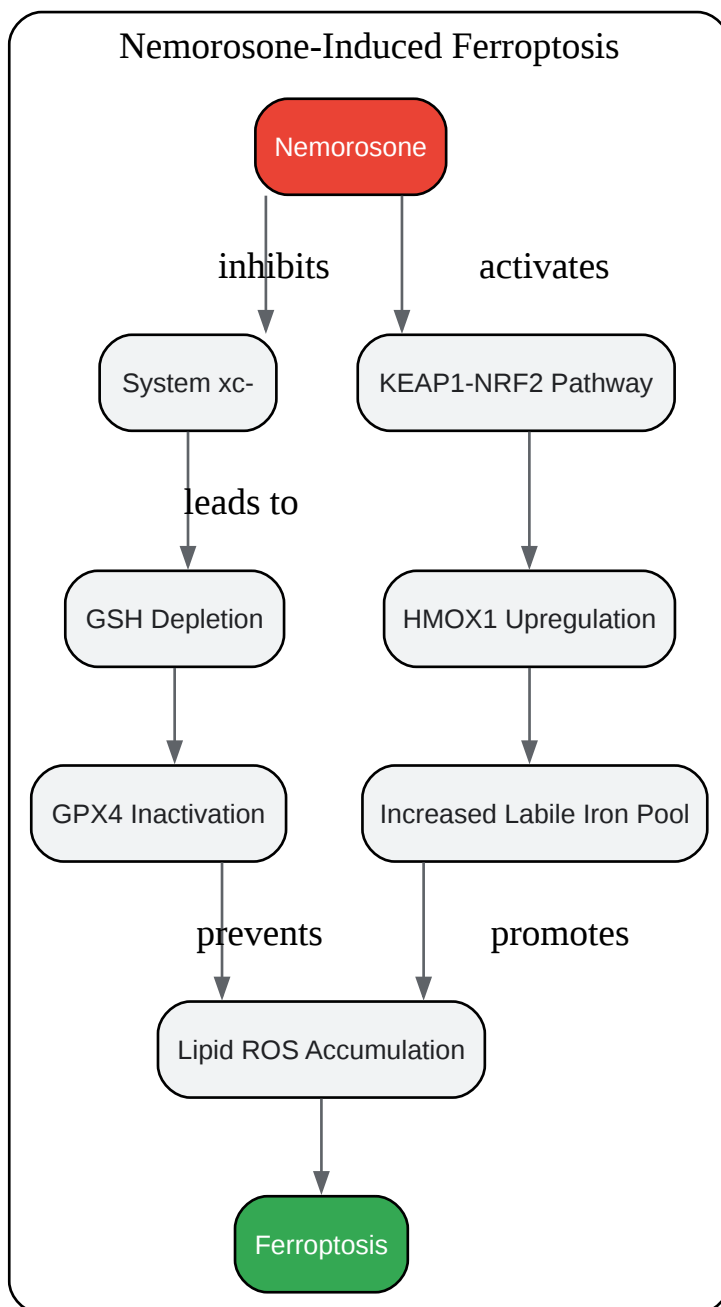 Nemorosone-Induced Ferroptosis
Nemorosone
inhibits
activates
System xc-
KEAP1-NRF2 Pathway
leads to
GSH Depletion
HMOX1 Upregulation
GPX4 Inactivation
Increased Labile Iron Pool
prevents
promotes
Lipid ROS Accumulation
Ferroptosis